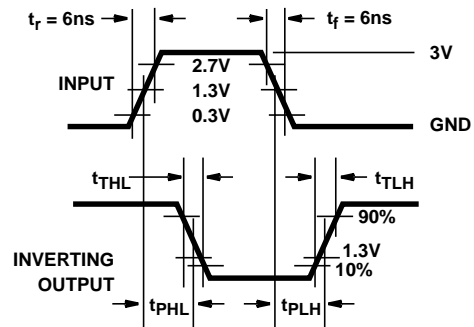 tr = 6ns
tf = 6ns
3V
2.7V
INPUT
1.3V
0.3V
GND
tTHL
tTLH
90%
1.3V
INVERTING
OUTPUT
10%
tPHL
tPLH